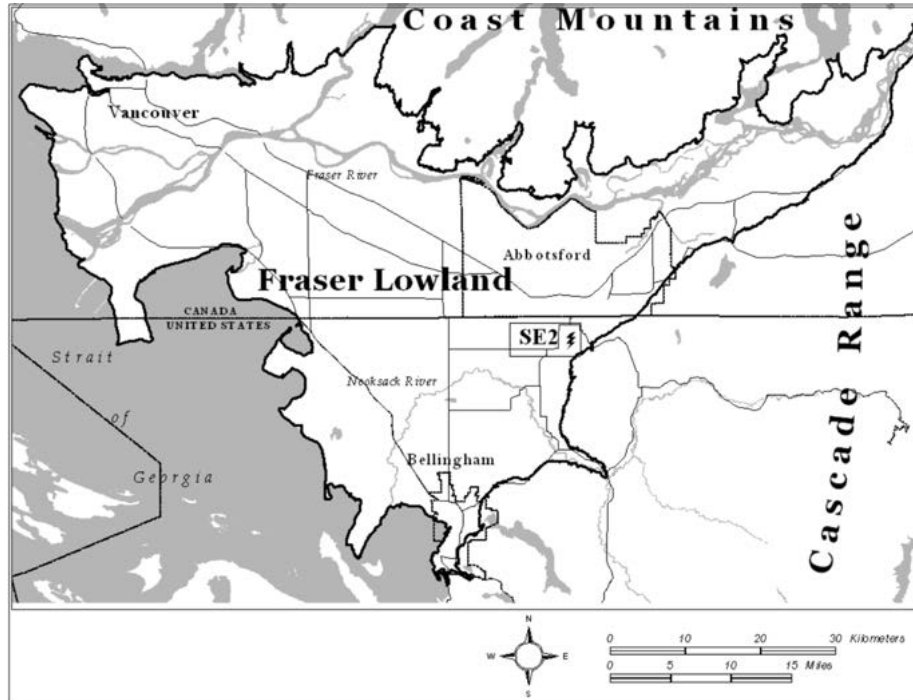 Coast Mountains
Vancouver
Fraser River
Abbotsford
Fraser Lowland
CANADA
UNITED STATES
SE2
Strait
of
Georgia
Nooksack River
Bellingham
Cascade Range
N
W E
S
0 10 20 30 Kilometers
0 5 10 15 Miles